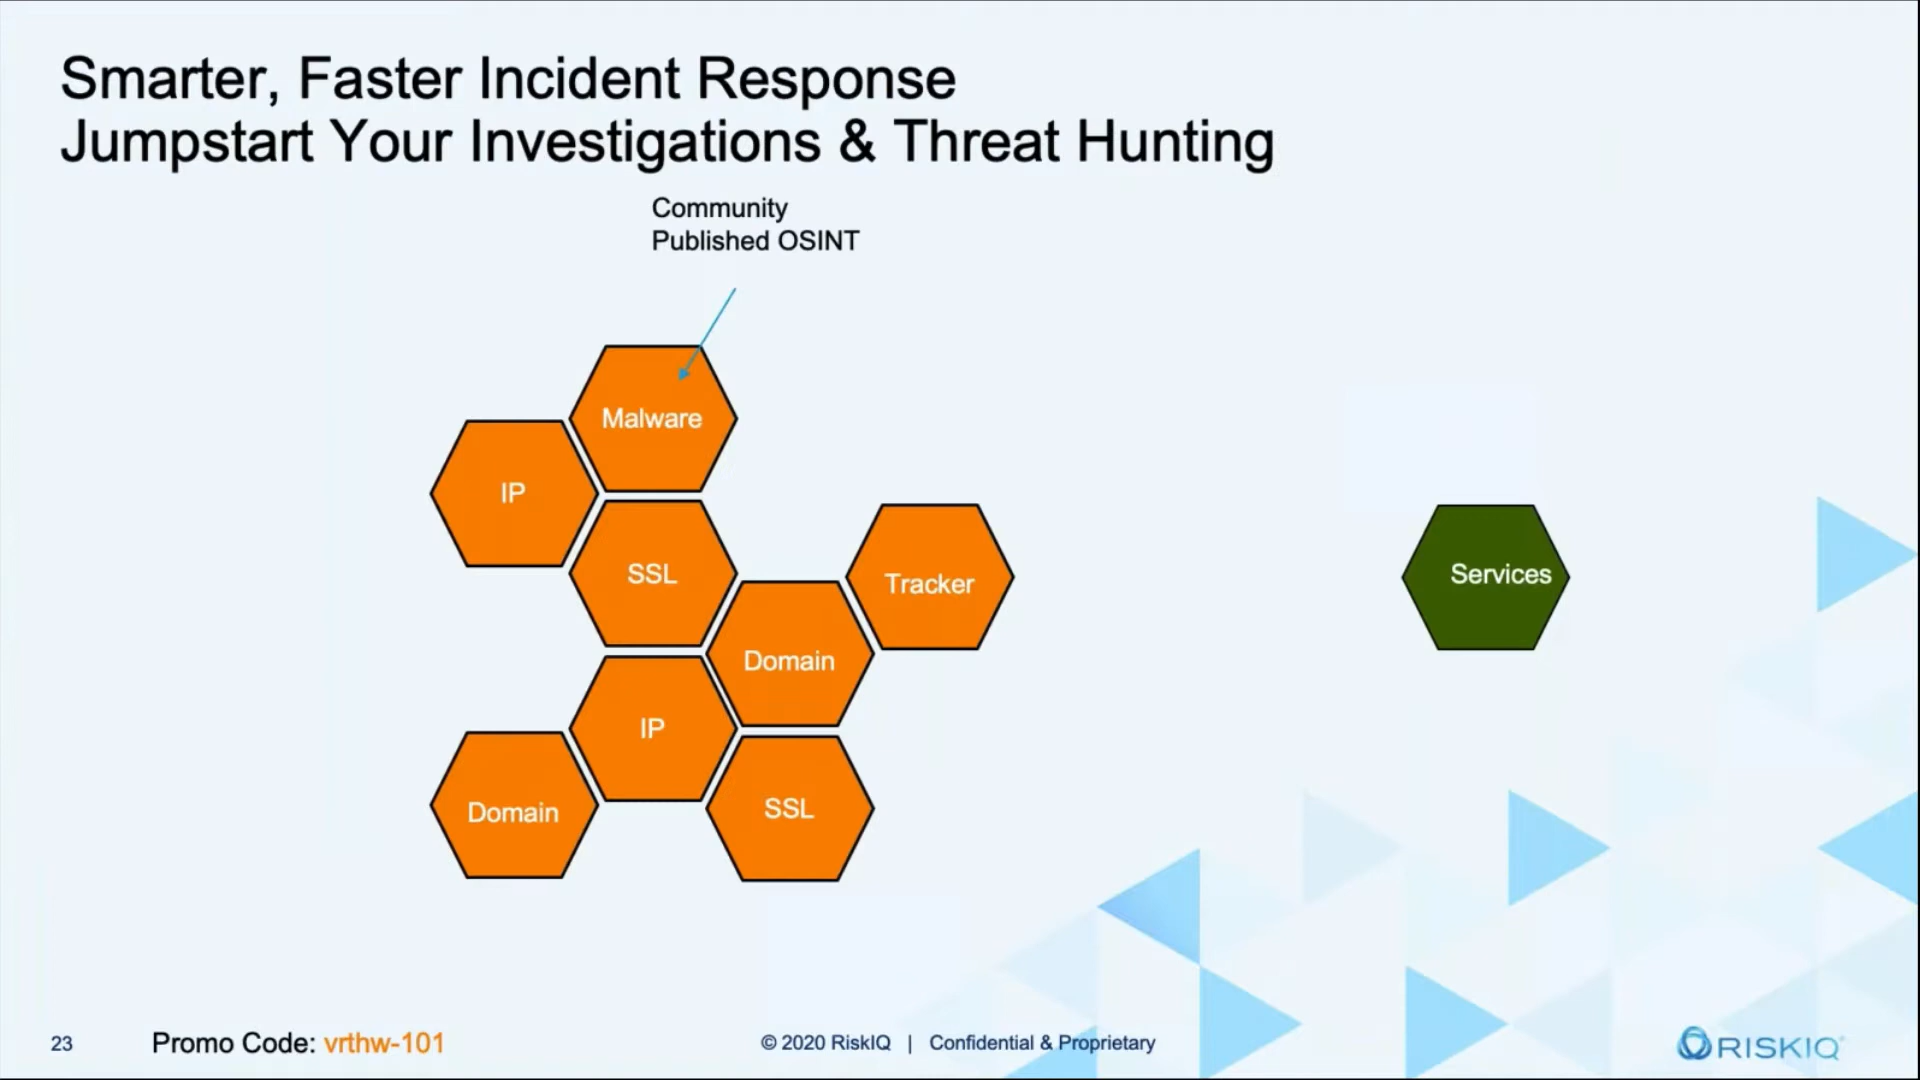 Smarter, Faster Incident Response
Jumpstart Your Investigations & Threat Hunting
Community
Published OSINT
Malware
IP
SSL
Tracker
Services
Domain
IP
Domain
SSL
23
Promo Code: vrthw-101
© 2020 RiskIQ | Confidential & Proprietary
RISKIQ